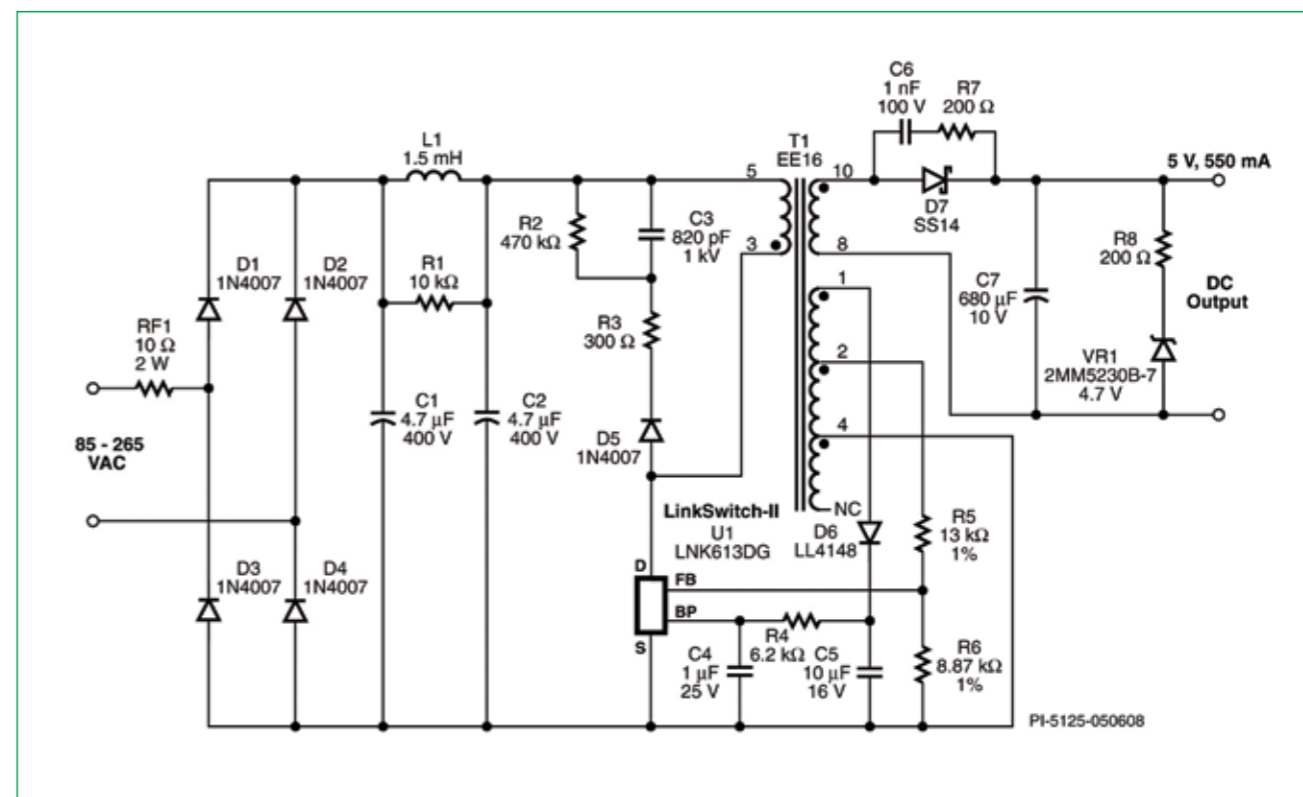 C6
1 nF
100 V
R7
200 Ω
L1
1.5 mH
T1
EE16
5
10
5 V, 550 mA
D7
SS14
R2
470 kΩ
C3
820 pF
1 kV
3
8
R8
200 Ω
D1
1N4007
D2
1N4007
R1
10 kΩ
1
C7
680 μF
10 V
DC
Output
RF1
10 Ω
2 W
R3
300 Ω
2
VR1
2MM5230B-7
4.7 V
C1
4.7 μF
400 V
C2
4.7 μF
400 V
D5
1N4007
4
85 - 265
VAC
NC
LinkSwitch-II
U1
LNK613DG
D6
LL4148
R5
13 kΩ
1%
D3
1N4007
D4
1N4007
D
FB
BP
S
R4
6.2 kΩ
C4
1 μF
25 V
C5
10 μF
16 V
R6
8.87 kΩ
1%
PI-5125-050608